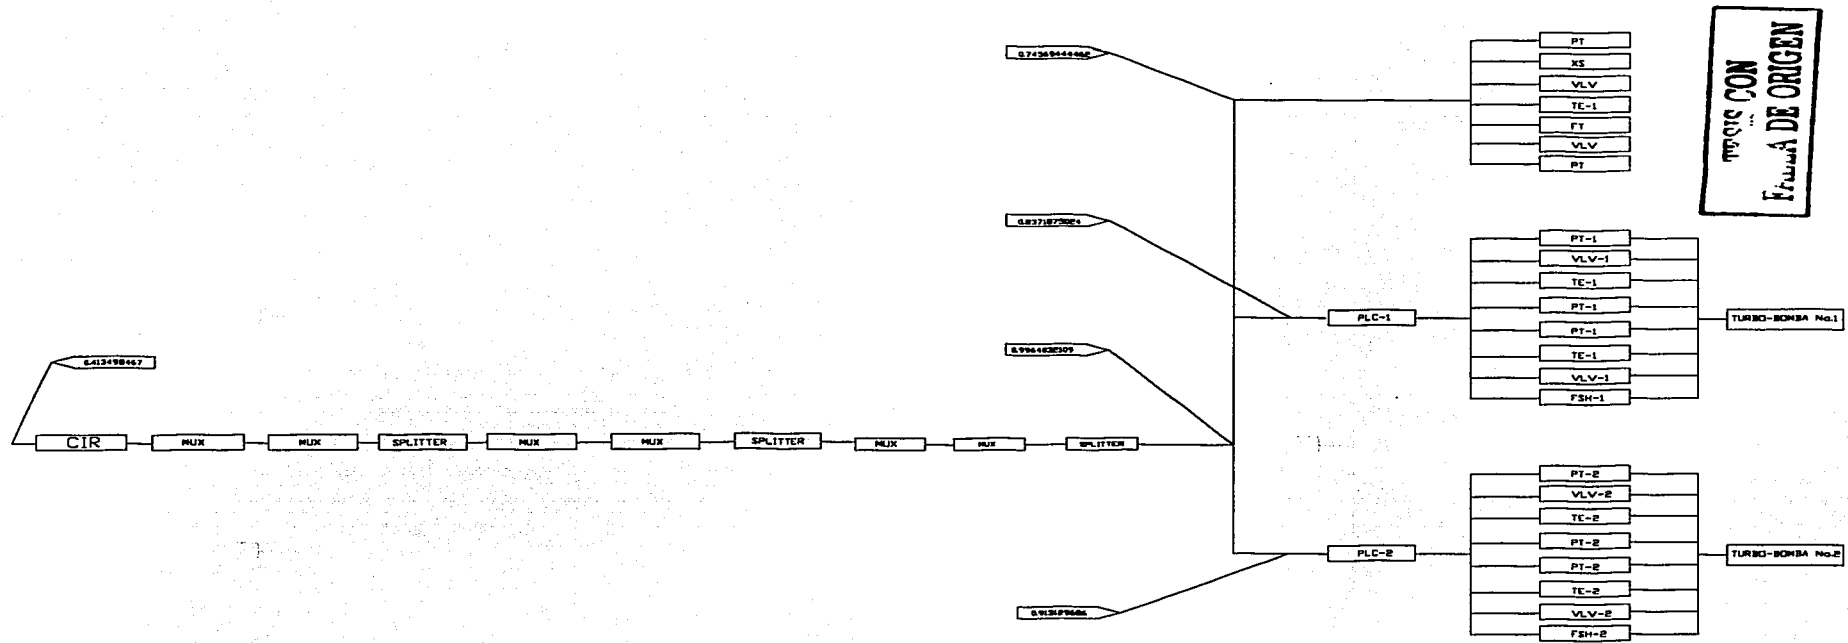 PT
XS
VLV
TE-1
FT
VLV
PT
TESIS CON
FALLA DE ORIGEN
PT-1
VLV-1
TE-1
PT-1
PT-1
TE-1
VLV-1
FSH-1
PLC-1
TURBO-BOMBA No.1
0.413498467
CIR
MUX
MUX
SPLITTER
MUX
MUX
SPLITTER
MUX
MUX
SPLITTER
PT-2
VLV-2
TE-2
PT-2
PT-2
TE-2
VLV-2
FSH-2
PLC-2
TURBO-BOMBA No.2